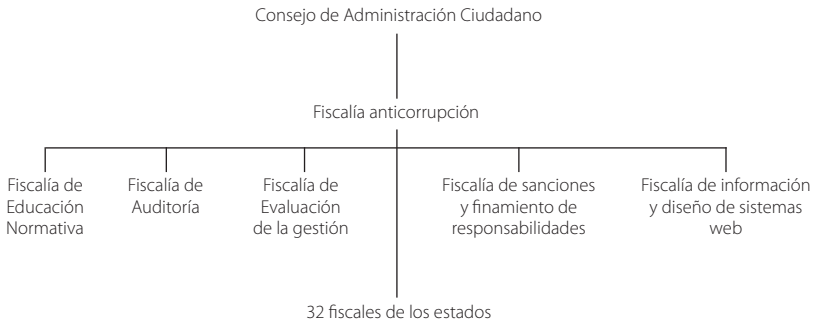 Consejo de Administración Ciudadano
Fiscalía anticorrupción
Fiscalía de
Educación
Normativa
Fiscalía de
Auditoría
Fiscalía de
Evaluación
de la gestión
Fiscalía de sanciones
y finamiento de
responsabilidades
Fiscalía de información
y diseño de sistemas
web
32 fiscales de los estados